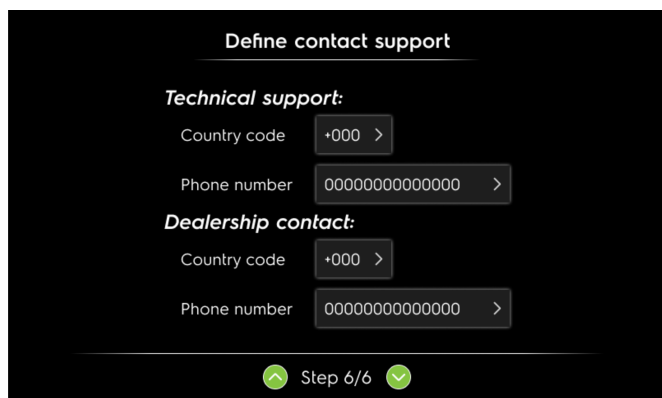 Define contact support
Technical support:
Country code +000 >
Phone number 00000000000000 >
Dealership contact:
Country code +000 >
Phone number 00000000000000 >
Step 6/6